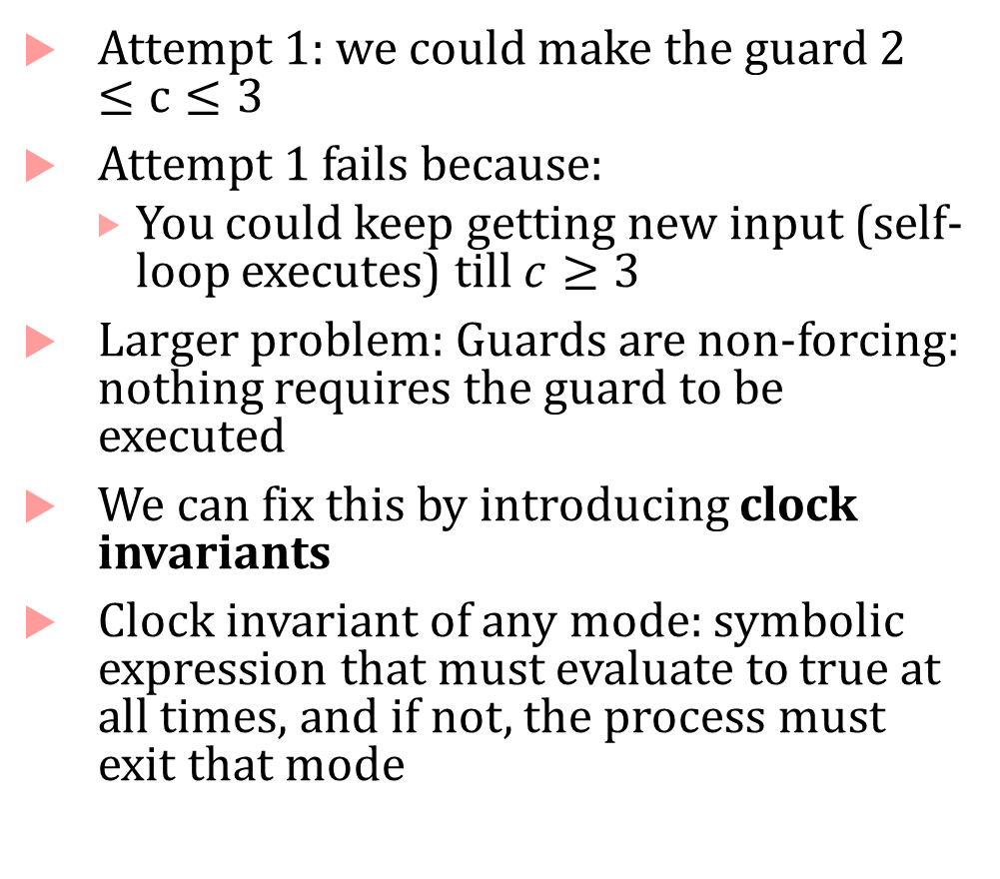 Attempt 1: we could make the guard 2
≤ c ≤ 3
Attempt 1 fails because:
You could keep getting new input (self-
loop executes) till c ≥ 3
Larger problem: Guards are non-forcing:
nothing requires the guard to be
executed
We can fix this by introducing clock
invariants
Clock invariant of any mode: symbolic
expression that must evaluate to true at
all times, and if not, the process must
exit that mode